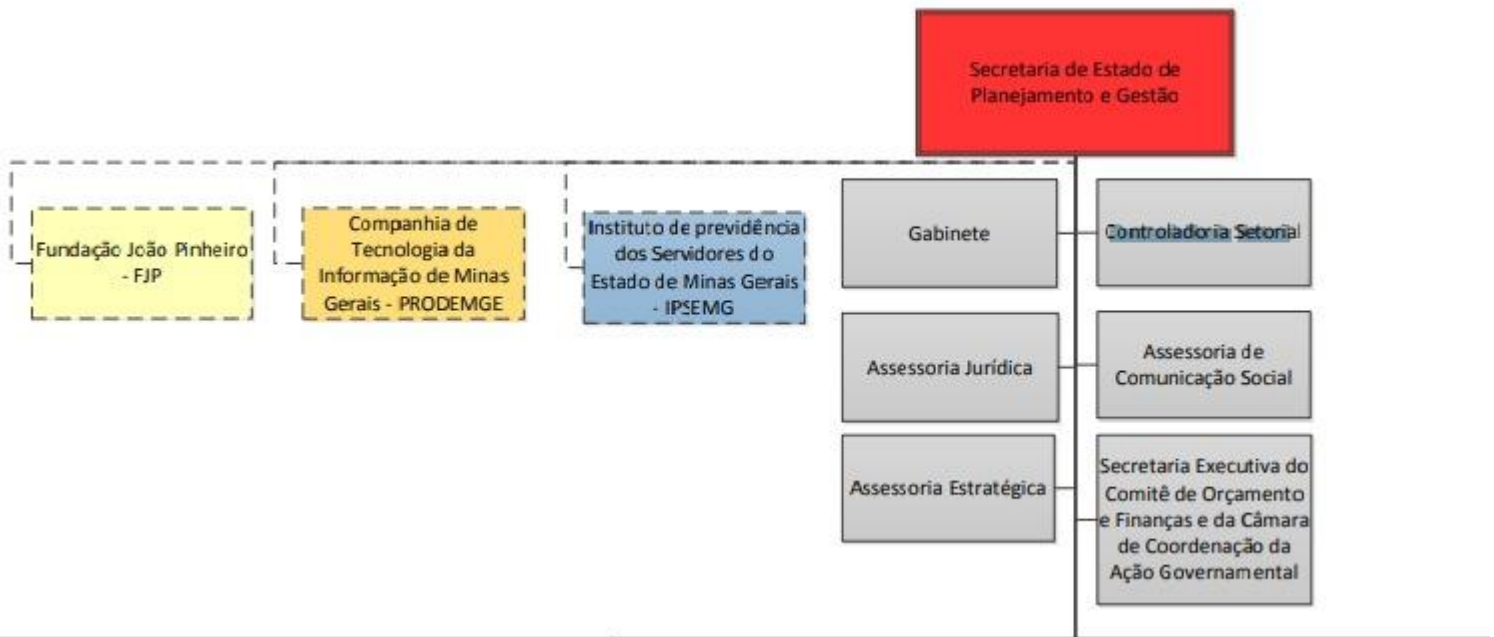 Secretaria de Estado de
Planejamento e Gestão
Fundação João Pinheiro
- FJP
Companhia de
Tecnologia da
Informação de Minas
Gerais - PRODEMGE
Instituto de previdência
dos Servidores do
Estado de Minas Gerais
- IPSEMG
Gabinete
Controladoria Setorial
Assessoria Jurídica
Assessoria de
Comunicação Social
Assessoria Estratégica
Secretaria Executiva do
Comitê de Orçamento
e Finanças e da Câmara
de Coordenação da
Ação Governamental